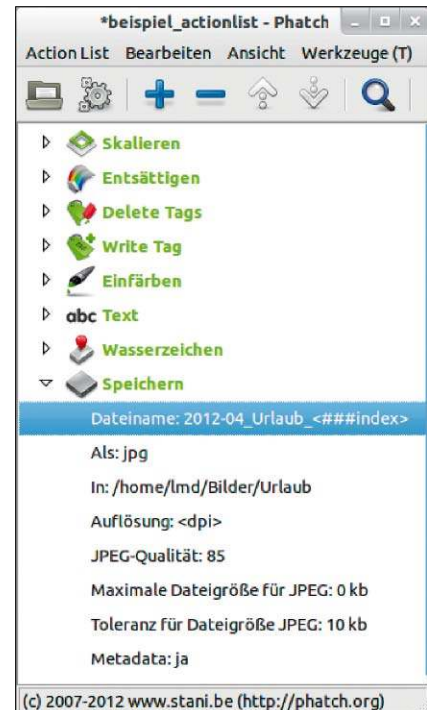 *beispiel_actionlist - Phatch
Action List Bearbeiten Ansicht Werkzeuge (T)
Skalieren
Entsättigen
Delete Tags
Write Tag
Einfärben
abc Text
Wasserzeichen
Speichern
Dateiname: 2012-04_Urlaub_<###index>
Als: jpg
In: /home/lmd/Bilder/Urlaub
Auflösung: <dpi>
JPEG-Qualität: 85
Maximale Dateigröße für JPEG: 0 kb
Toleranz für Dateigröße JPEG: 10 kb
Metadata: ja
(c) 2007-2012 www.stani.be (http://phatch.org)